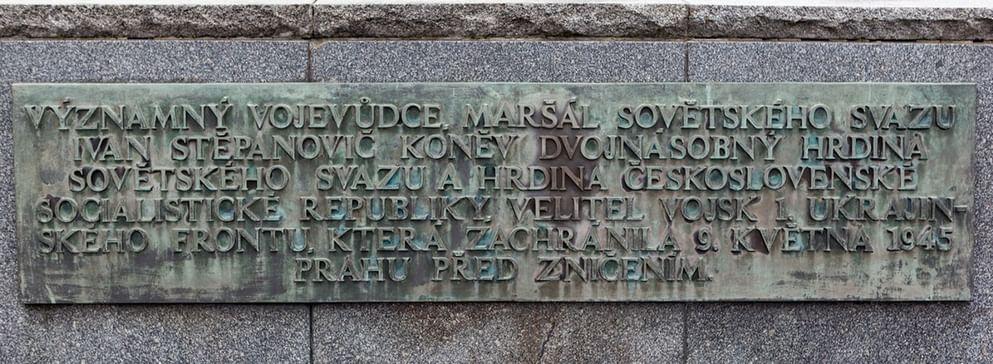 VÝZNAMNÝ VOJEVŮDCE, MARŠÁL SOVĚTSKÉHO SVAZU
IVAN STĚPANOVIČ KONĚV DVOJNÁSOBNÝ HRDINA
SOVĚTSKÉHO SVAZU A HRDINA ČESKOSLOVENSKÉ
SOCIALISTICKÉ REPUBLIKY, VELITEL VOJSK 1. UKRAJIN-
SKÉHO FRONTU, KTERÁ ZACHRÁNILA 9. KVĚTNA 1945
PRAHU PŘED ZNIČENÍM.